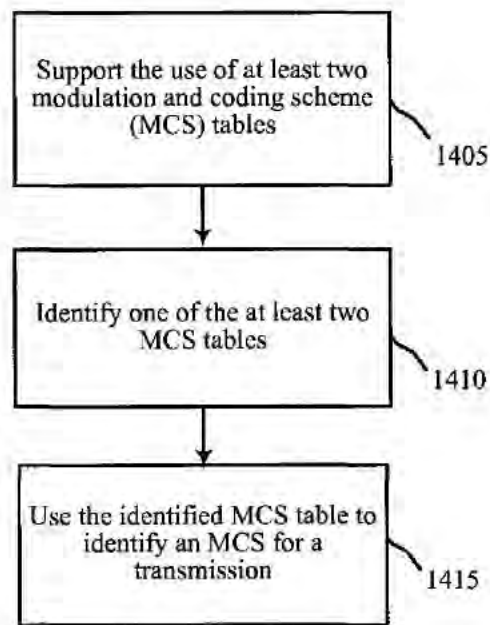 Support the use of at least two
modulation and coding scheme
(MCS) tables
1405
Identify one of the at least two
MCS tables
1410
Use the identified MCS table to
identify an MCS for a
transmission
1415